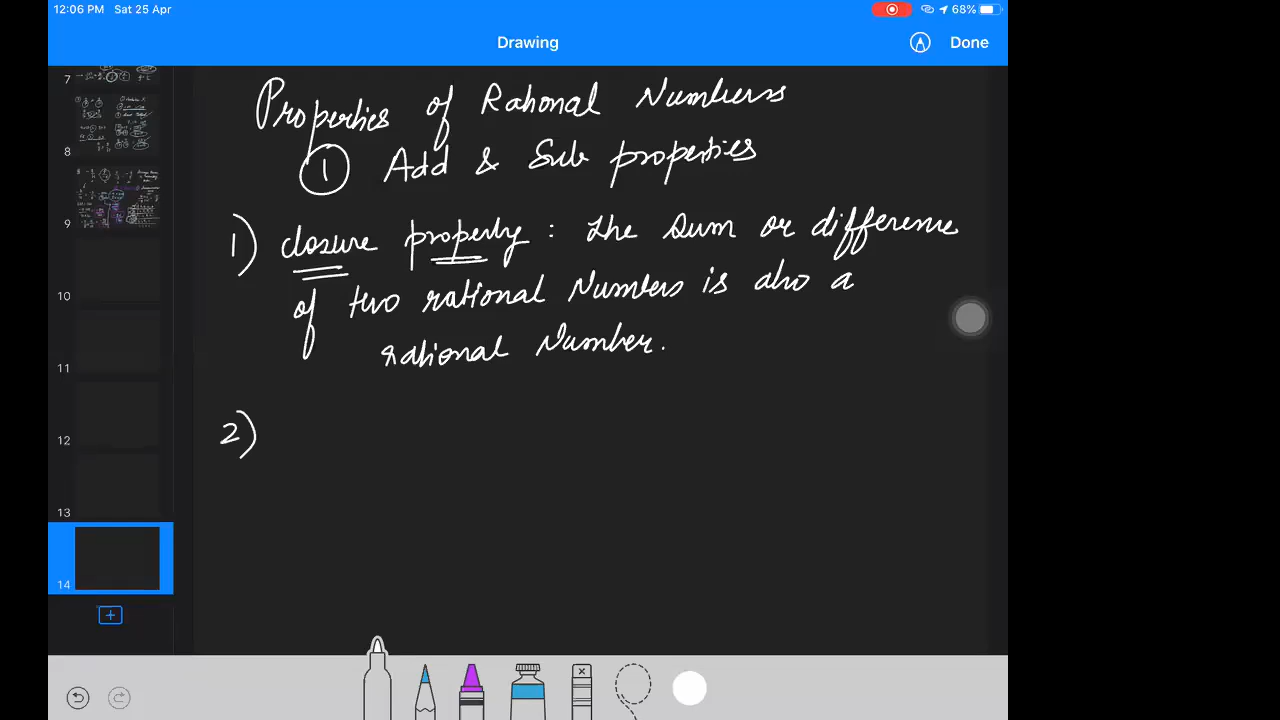 12:06 PM Sat 25 Apr
68%
Drawing
Done
Properties of Rational Numbers
1 Add & Sub properties
1) closure property : the sum or difference
of two rational Numbers is also a
rational Number.
2)
7
8
9
10
11
12
13
14